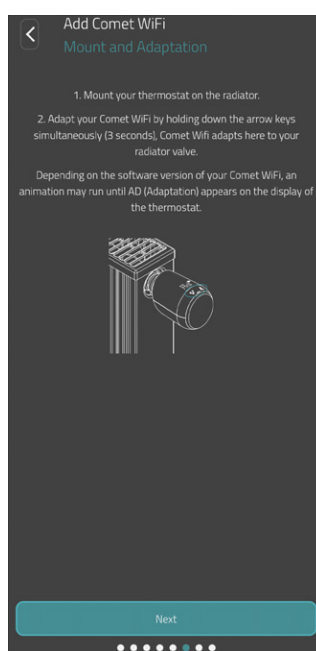 Add Comet WiFi
Mount and Adaptation
1. Mount your thermostat on the radiator.
2. Adapt your Comet WiFi by holding down the arrow keys
simultaneously (3 seconds), Comet Wifi adapts here to your
radiator valve.
Depending on the software version of your Comet WiFi, an
animation may run until AD (Adaptation) appears on the display of
the thermostat.
Next